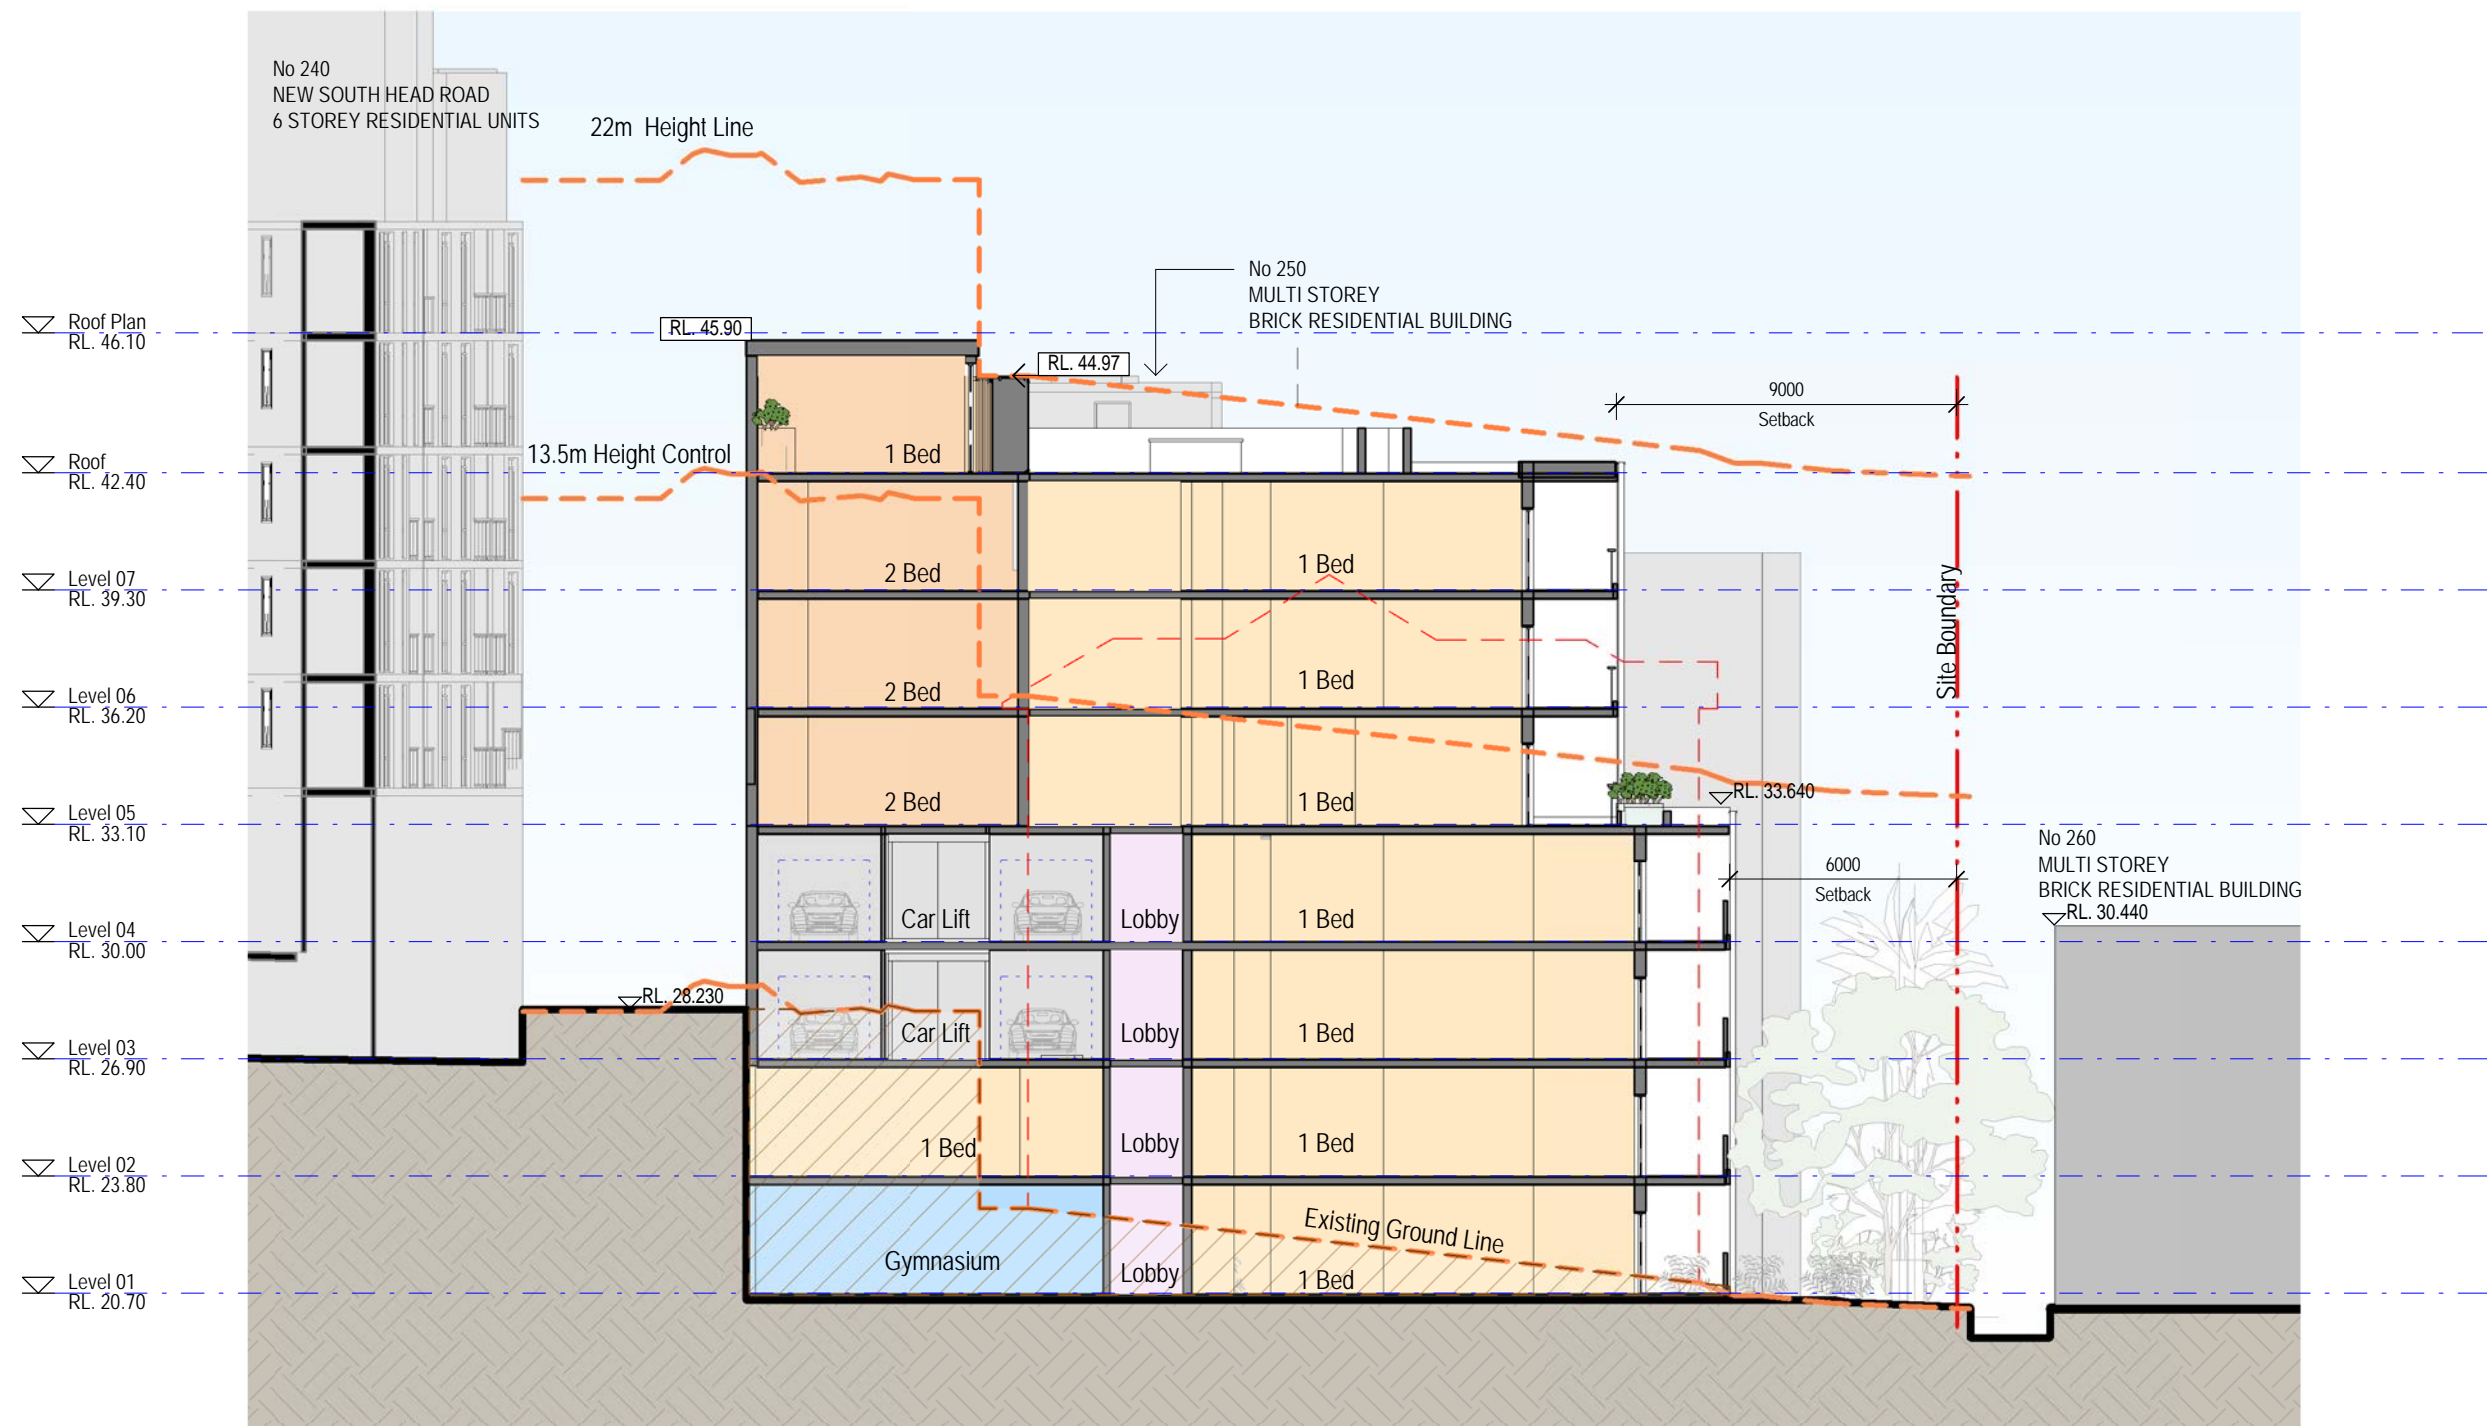 No 240
NEW SOUTH HEAD ROAD
6 STOREY RESIDENTIAL UNITS
22m  Height Line
No 250
MULTI STOREY
BRICK RESIDENTIAL BUILDING
Roof Plan
RL. 46.10
RL. 45.90
RL. 44.97
9000
Setback
13.5m Height Control
1 Bed
Roof
RL. 42.40
2 Bed
1 Bed
Level 07
RL. 39.30
Site Boundary
2 Bed
1 Bed
Level 06
RL. 36.20
2 Bed
1 Bed
RL. 33.640
Level 05
RL. 33.10
No 260
MULTI STOREY
BRICK RESIDENTIAL BUILDING
RL. 30.440
6000
Setback
Car Lift
Lobby
1 Bed
Level 04
RL. 30.00
RL. 28.230
Car Lift
Lobby
1 Bed
Level 03
RL. 26.90
1 Bed
Lobby
1 Bed
Level 02
RL. 23.80
Existing Ground Line
Gymnasium
Lobby
1 Bed
Level 01
RL. 20.70